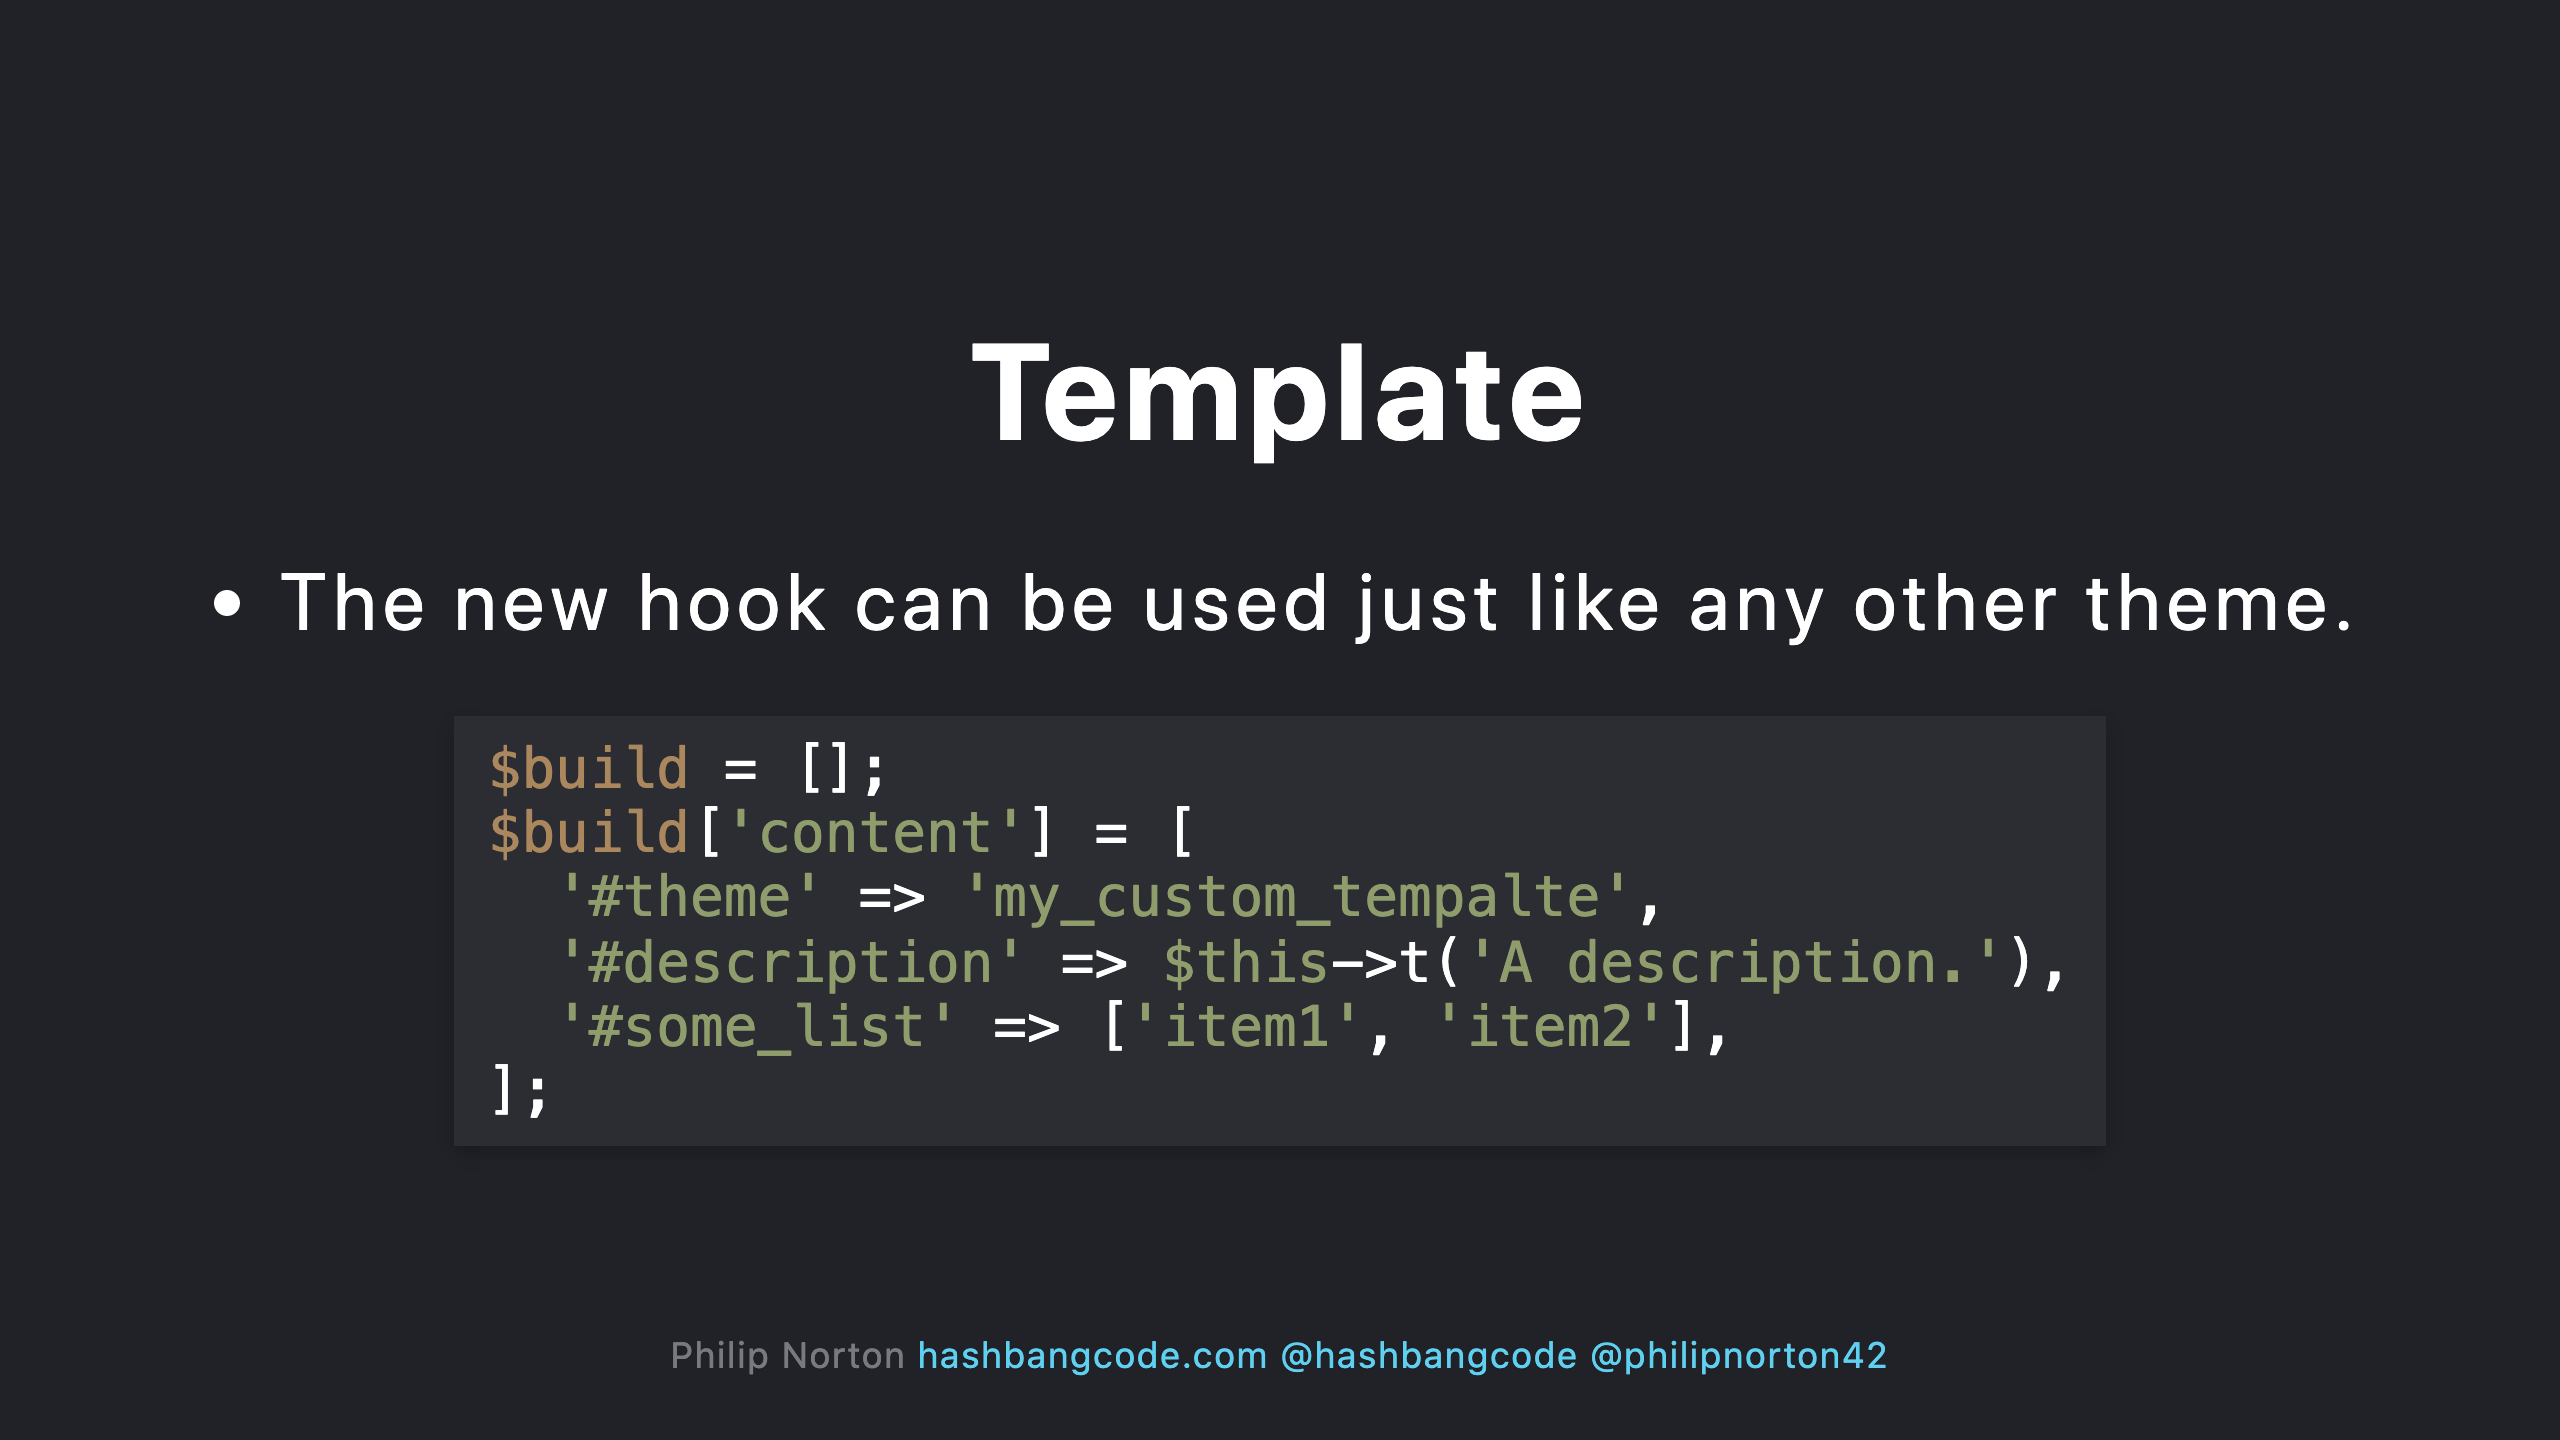 Template
• The new hook can be used just like any other theme.
$build = [];
$build['content'] = [
  '#theme' => 'my_custom_tempalte',
  '#description' => $this->t('A description.'),
  '#some_list' => ['item1', 'item2'],
];
Philip Norton hashbangcode.com @hashbangcode @philipnorton42